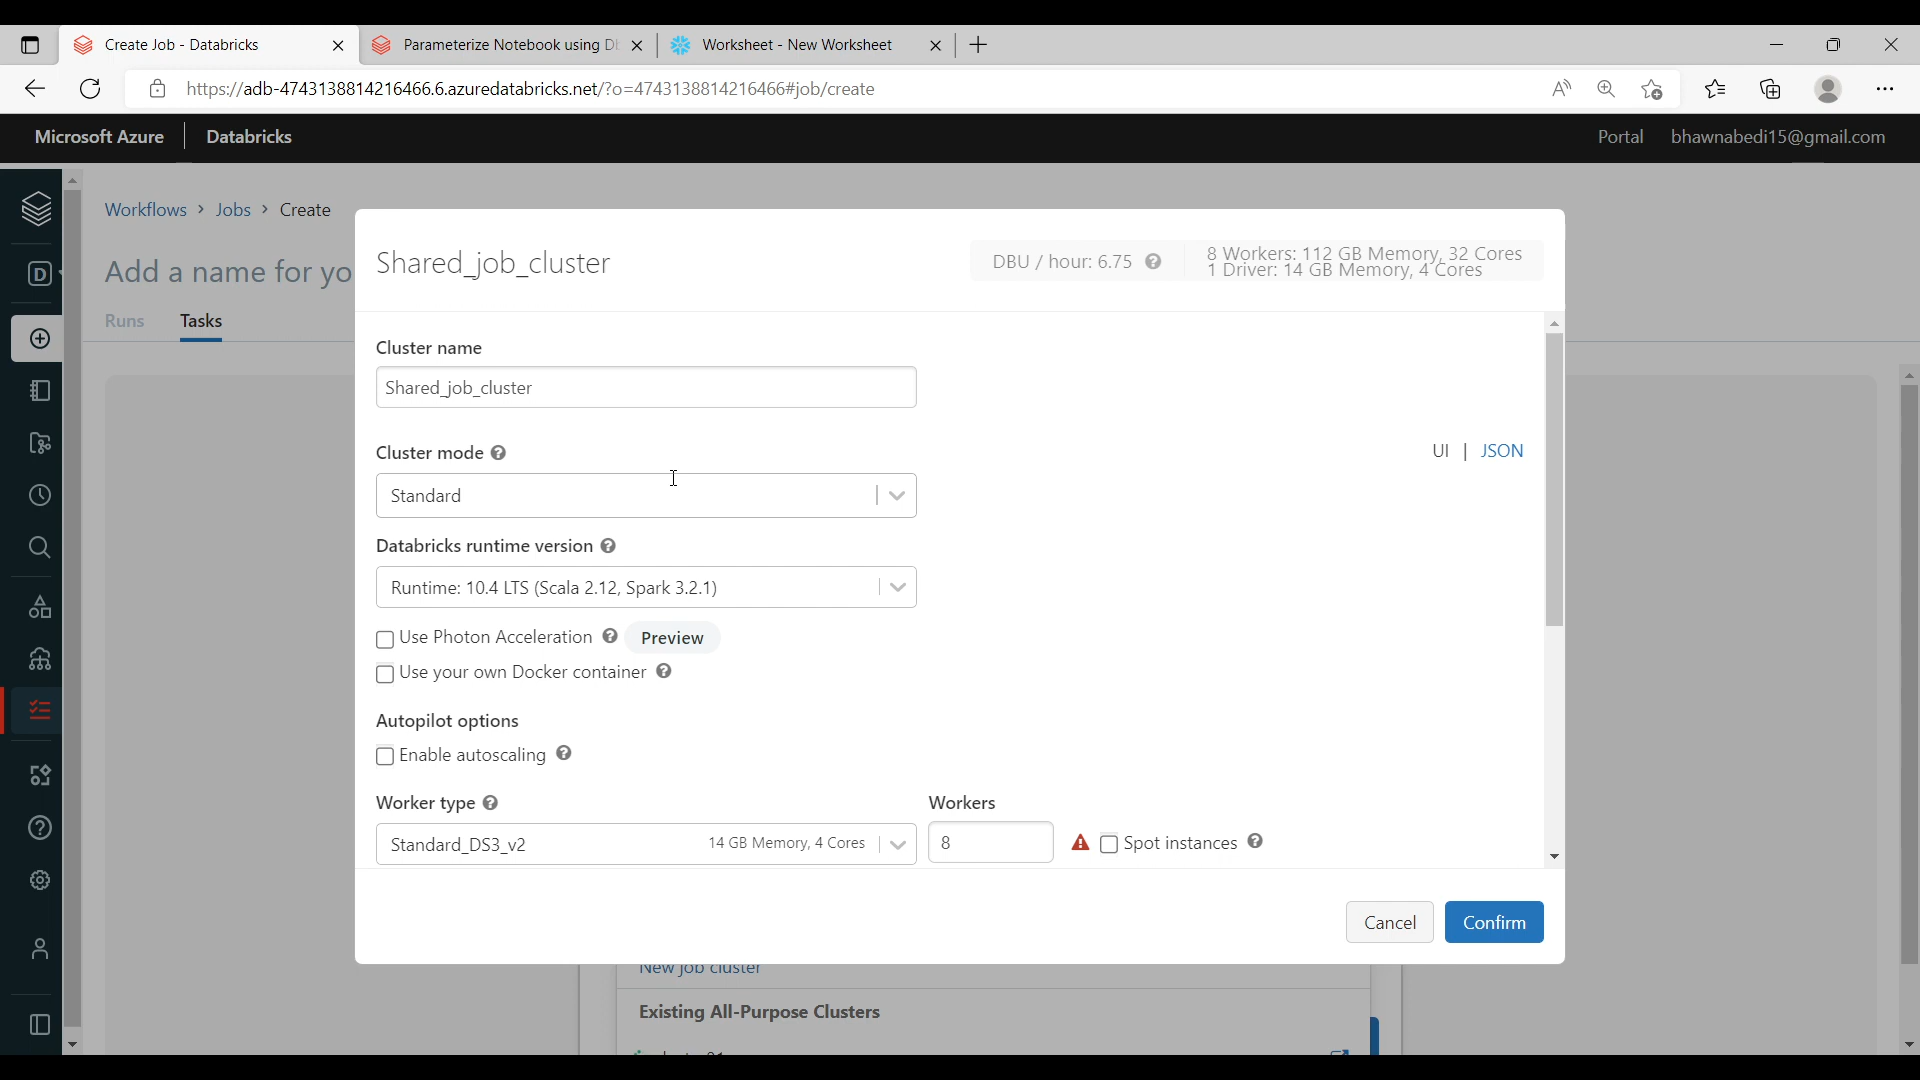 Create Job - Databricks
Parameterize Notebook using Db
Worksheet - New Worksheet
https://adb-4743138814216466.6.azuredatabricks.net/?o=4743138814216466#job/create
Microsoft Azure | Databricks
Portal bhawnabedi15@gmail.com
Workflows > Jobs > Create
Add a name for yo
Runs Tasks
D
Shared_job_cluster
DBU / hour: 6.75
8 Workers: 112 GB Memory, 32 Cores
1 Driver: 14 GB Memory, 4 Cores
Cluster name
Shared_job_cluster
Cluster mode
UI | JSON
Standard
Databricks runtime version
Runtime: 10.4 LTS (Scala 2.12, Spark 3.2.1)
Use Photon Acceleration Preview
Use your own Docker container
Autopilot options
Enable autoscaling
Worker type Workers
Standard_DS3_v2 14 GB Memory, 4 Cores 8 Spot instances
Cancel Confirm
New job cluster
Existing All-Purpose Clusters